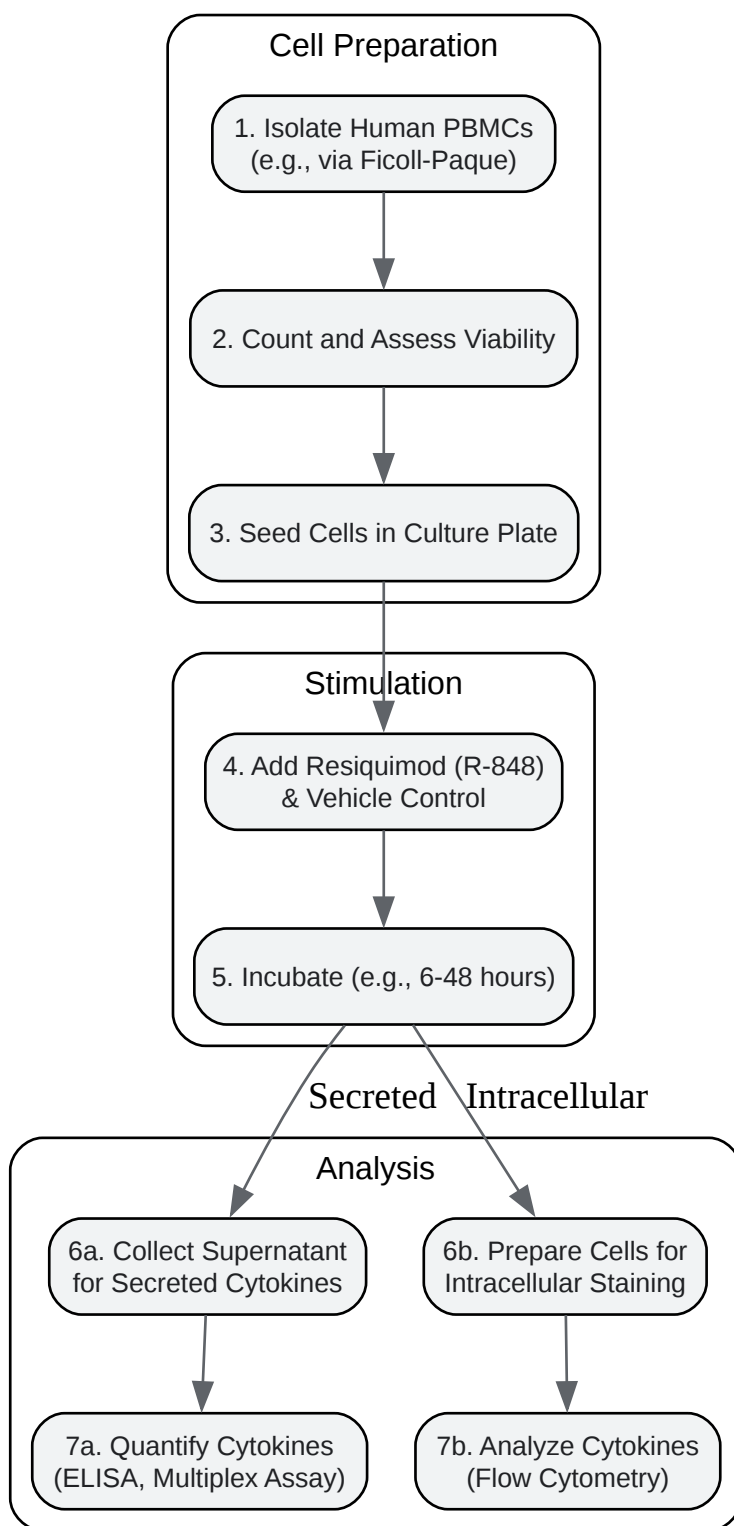 Cell Preparation
1. Isolate Human PBMCs
(e.g., via Ficoll-Paque)
2. Count and Assess Viability
3. Seed Cells in Culture Plate
Stimulation
4. Add Resiquimod (R-848)
& Vehicle Control
5. Incubate (e.g., 6-48 hours)
Secreted
Intracellular
Analysis
6a. Collect Supernatant
for Secreted Cytokines
6b. Prepare Cells for
Intracellular Staining
7a. Quantify Cytokines
(ELISA, Multiplex Assay)
7b. Analyze Cytokines
(Flow Cytometry)